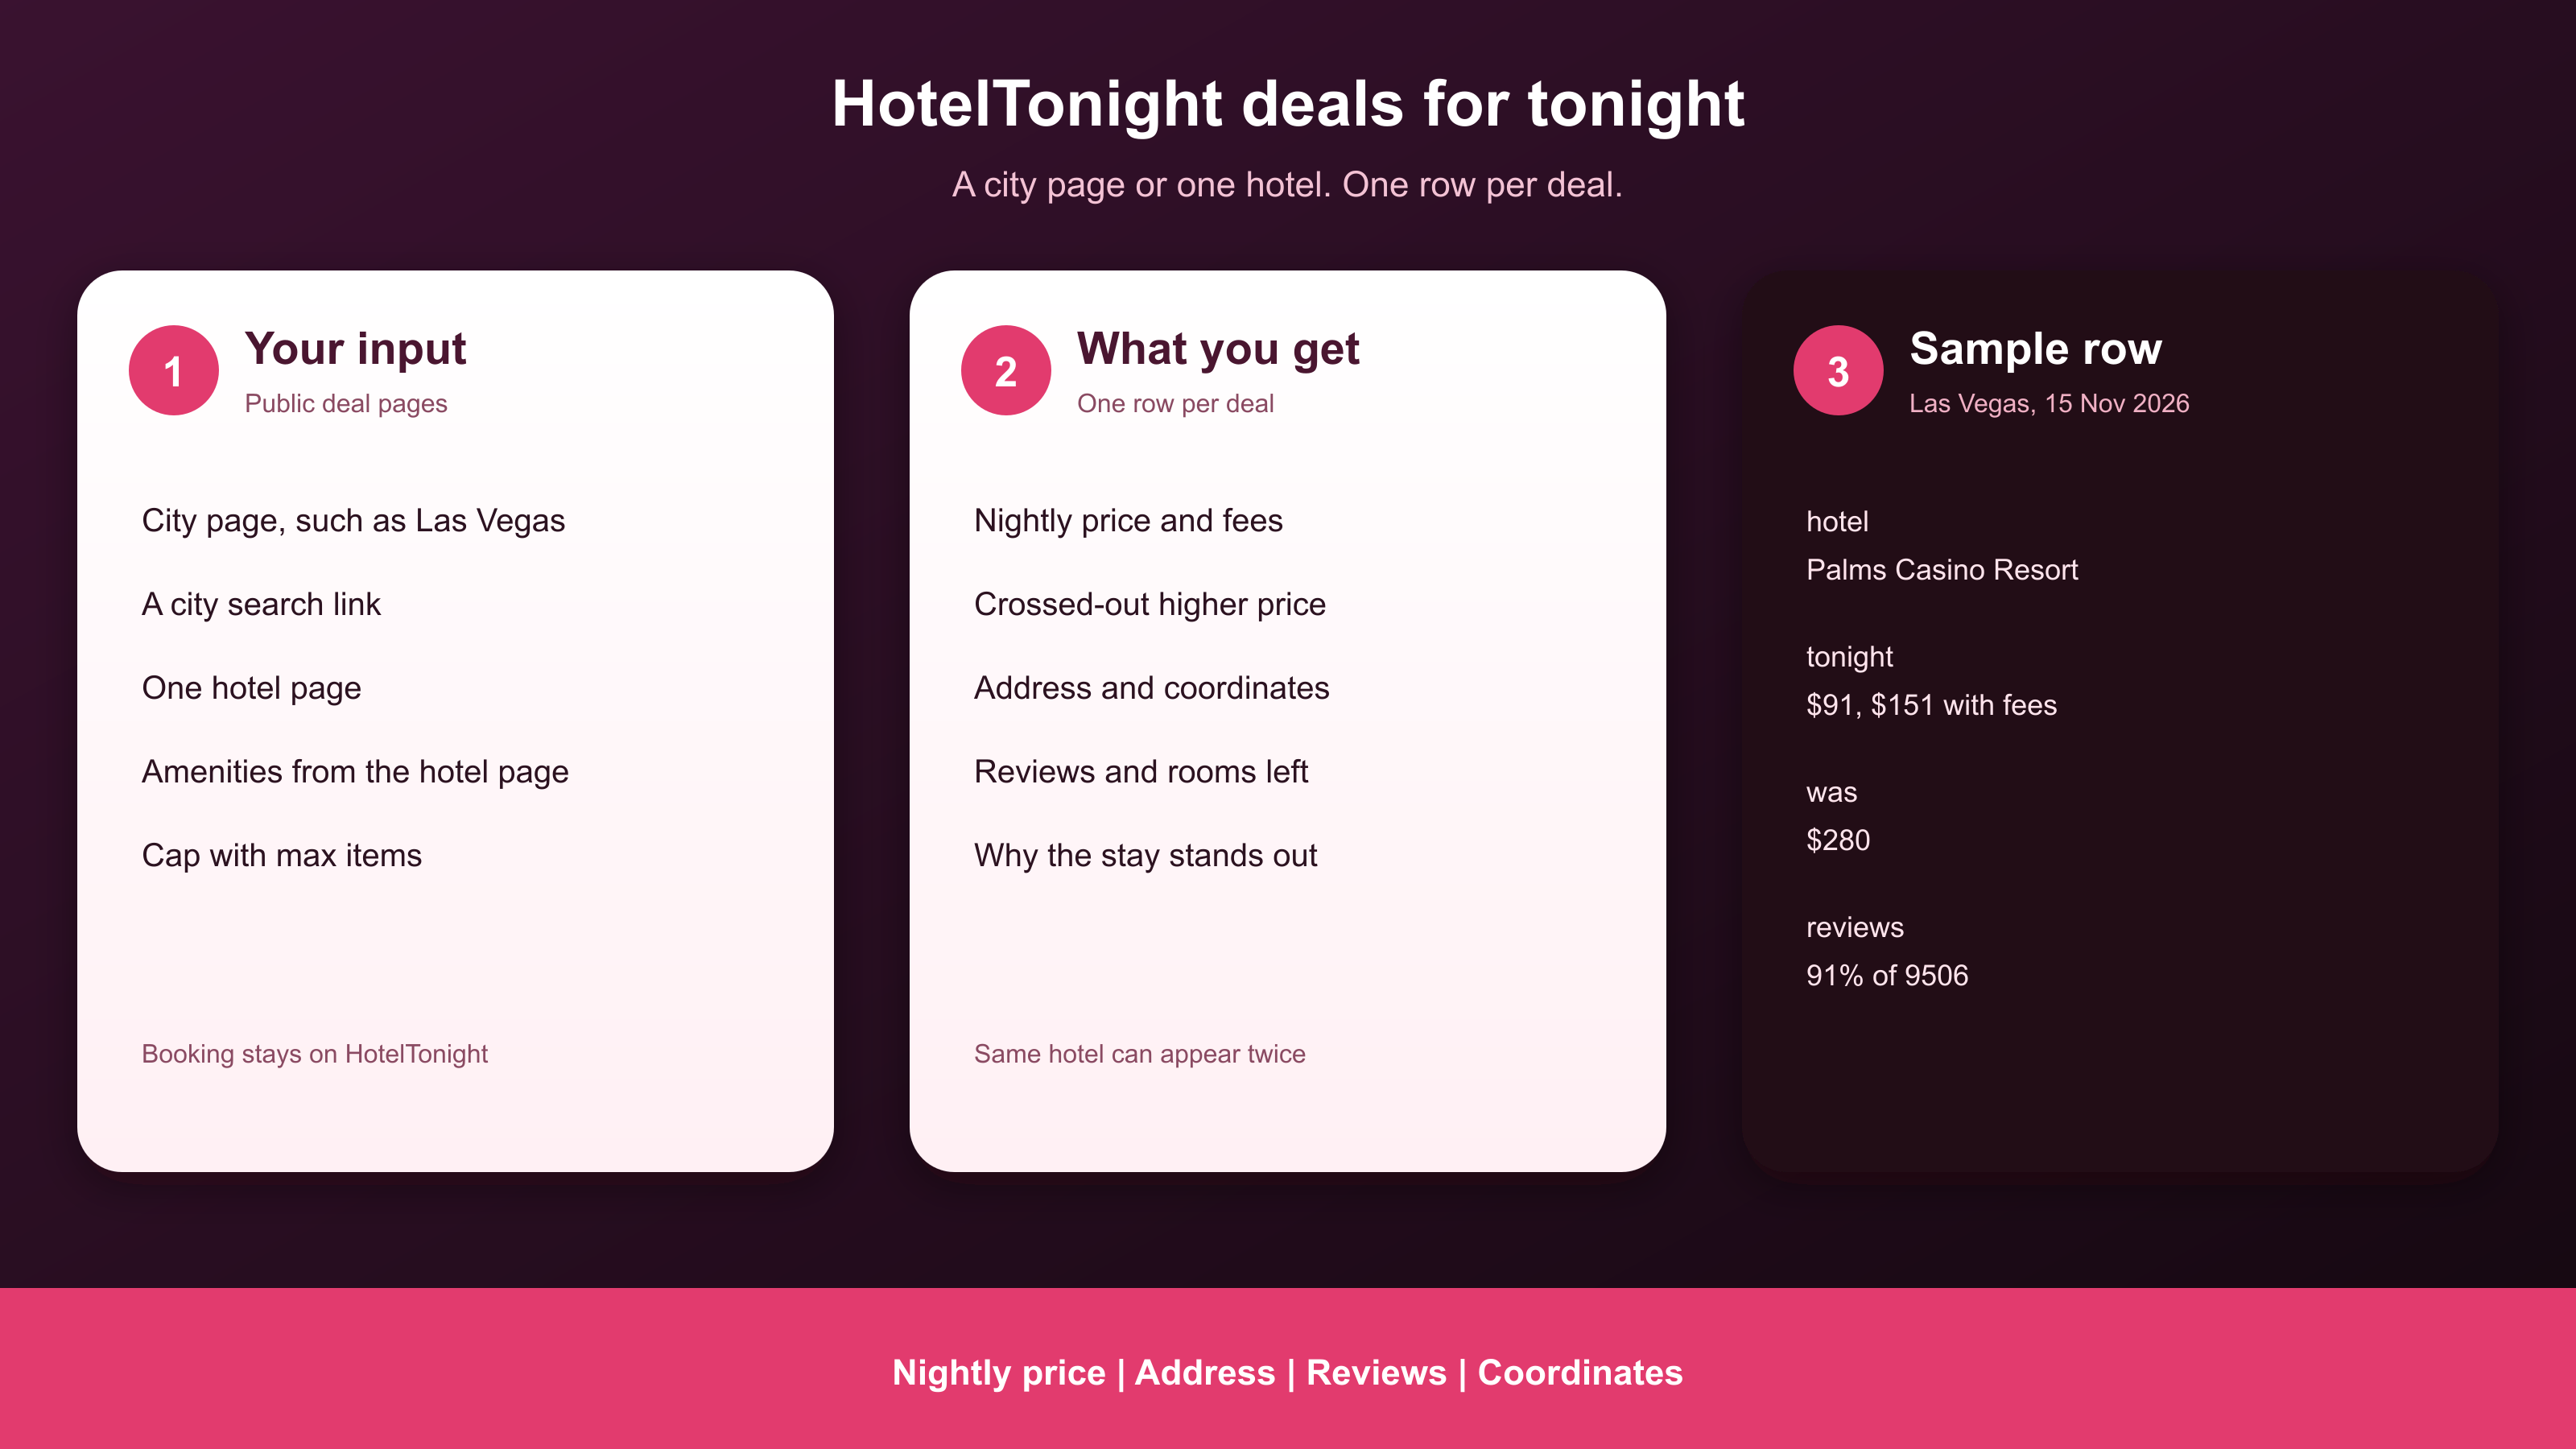 HotelTonight deals for tonight
A city page or one hotel. One row per deal.
1
Your input
Public deal pages
City page, such as Las Vegas
A city search link
One hotel page
Amenities from the hotel page
Cap with max items
Booking stays on HotelTonight
2
What you get
One row per deal
Nightly price and fees
Crossed-out higher price
Address and coordinates
Reviews and rooms left
Why the stay stands out
Same hotel can appear twice
3
Sample row
Las Vegas, 15 Nov 2026
hotel
Palms Casino Resort
tonight
$91, $151 with fees
was
$280
reviews
91% of 9506
Nightly price | Address | Reviews | Coordinates